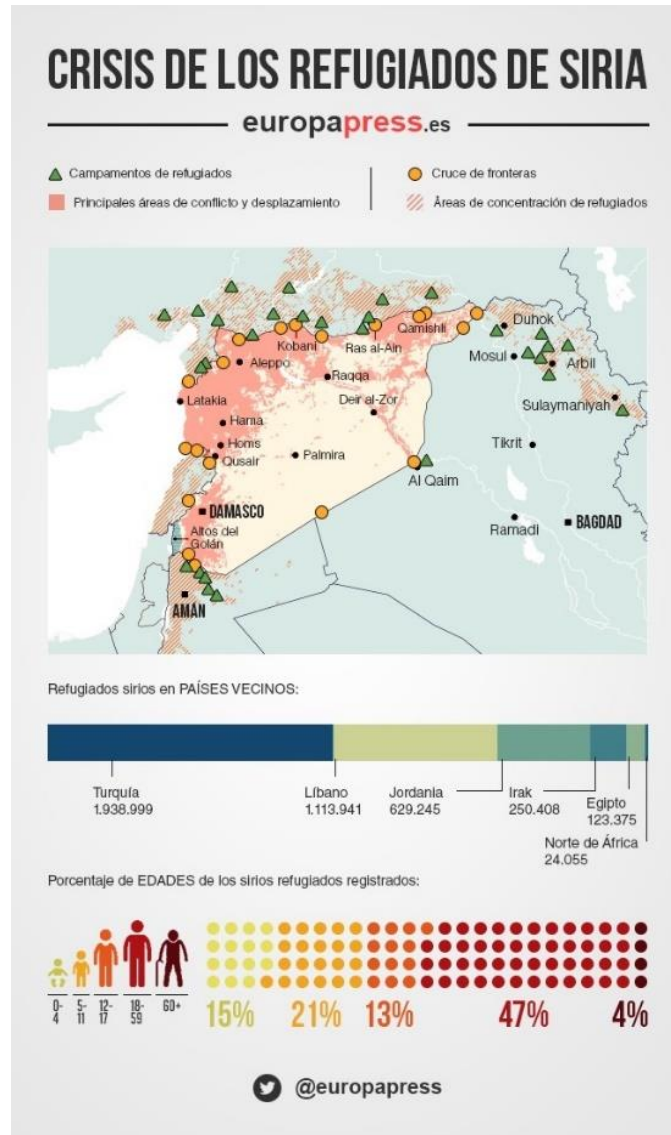 CRISIS DE LOS REFUGIADOS DE SIRIA
europapress.es
Campamentos de refugiados
Cruce de fronteras
Principales áreas de conflicto y desplazamiento
Áreas de concentración de refugiados
Kobani
Ras al-Ain
Qamishli
Duhok
Mosul
Arbil
Aleppo
Raqqa
Latakia
Deir al-Zor
Sulaymaniyah
Hama
Homs
Qusair
Palmira
Tikrit
Al Qaim
DAMASCO
Ramadi
BAGDAD
Altos del
Golán
AMÁN
Refugiados sirios en PAÍSES VECINOS:
Turquía
1.938.999
Líbano
1.113.941
Jordania
629.245
Irak
250.408
Egipto
123.375
Norte de África
24.055
Porcentaje de EDADES de los sirios refugiados registrados:
0-
4
5-
11
12-
17
18-
59
60+
15% 21% 13% 47% 4%
@europapress